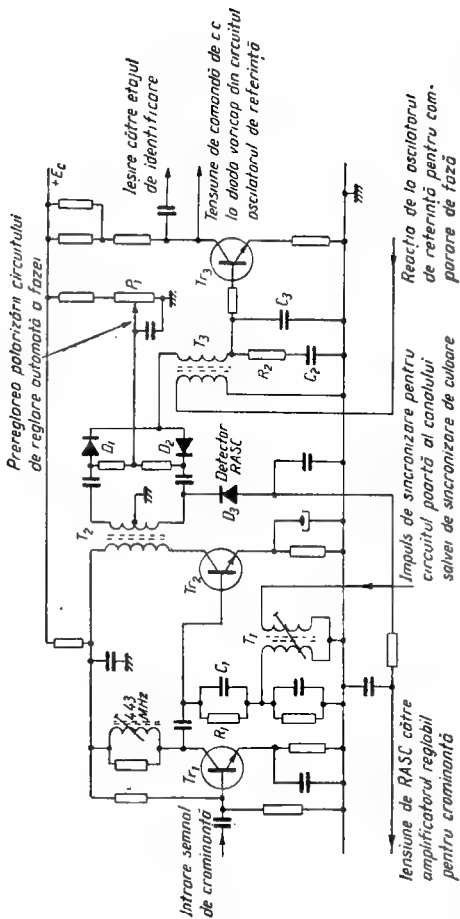 Prereglarea polarizării circuitului
de reglare automată a fazei
+Ec
Ieșire către etajul
de identificare
Tensiune de comandă de c c
la dioda varicap din circuitul
oscilatorul de referință
P1
D1
D2
T2
T3
Tr3
R2
C2
C3
Detector
RASC
D3
4,43
MHz
Tr1
Tr2
R1
C1
T1
Intrare semnal
de crominanță
Tensiune de RASC către
amplificatorul reglabil
pentru crominanță
Impuls de sincronizare pentru
circuitul poartă al canalului
salvei de sincronizare de culoare
Reacția de la oscilatorul
de referință pentru com-
parare de fază